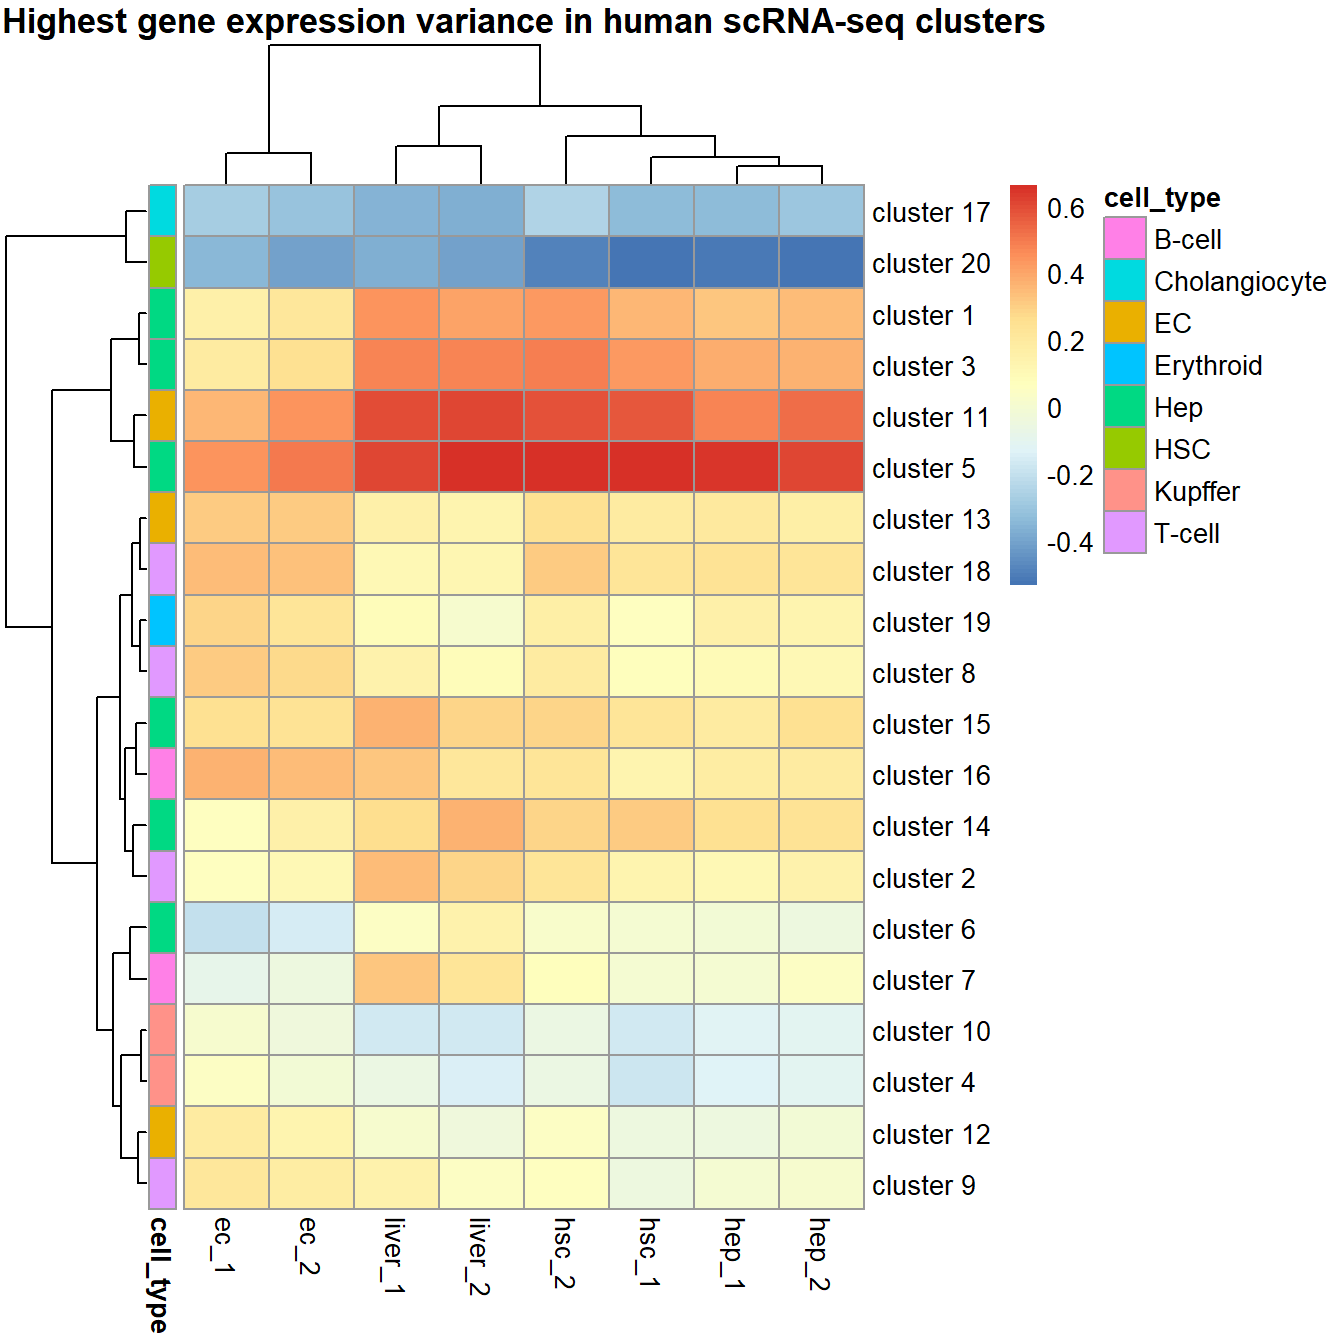 Highest gene expression variance in human scRNA-seq clusters
cluster 17
cluster 20
cluster 1
cluster 3
cluster 11
cluster 5
cluster 13
cluster 18
cluster 19
cluster 8
cluster 15
cluster 16
cluster 14
cluster 2
cluster 6
cluster 7
cluster 10
cluster 4
cluster 12
cluster 9
0.6
0.4
0.2
0
-0.2
-0.4
cell_type
B-cell
Cholangiocyte
EC
Erythroid
Hep
HSC
Kupffer
T-cell
cell_type
ec_1
ec_2
liver_1
liver_2
hsc_2
hsc_1
hep_1
hep_2